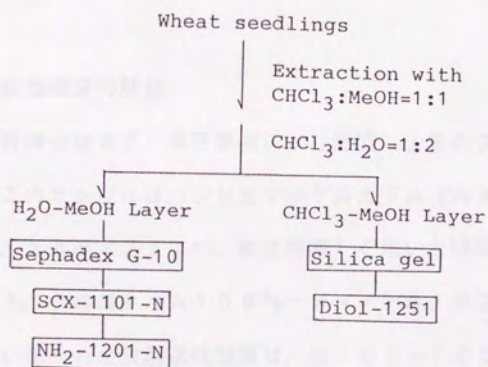 Wheat seedlings
Extraction with
CHCl3:MeOH=1:1
CHCl3:H2O=1:2
H2O-MeOH Layer
CHCl3-MeOH Layer
Sephadex G-10
Silica gel
SCX-1101-N
Diol-1251
NH2-1201-N